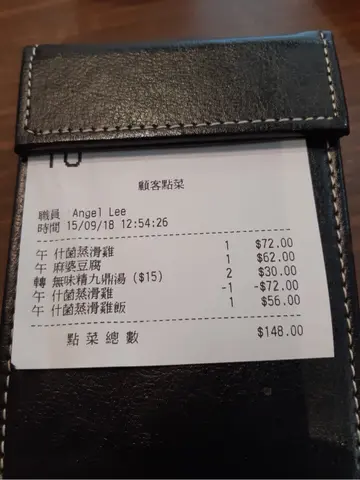 顧客點菜
職員 Angel Lee
時間 15/09/18 12:54:26
午 什菌蒸滑雞 1 $72.00
午 麻婆豆腐 1 $62.00
轉 無味精九鼎湯 ($15) 2 $30.00
午 什菌蒸滑雞 -1 -$72.00
午 什菌蒸滑雞飯 1 $56.00
點菜總數 $148.00